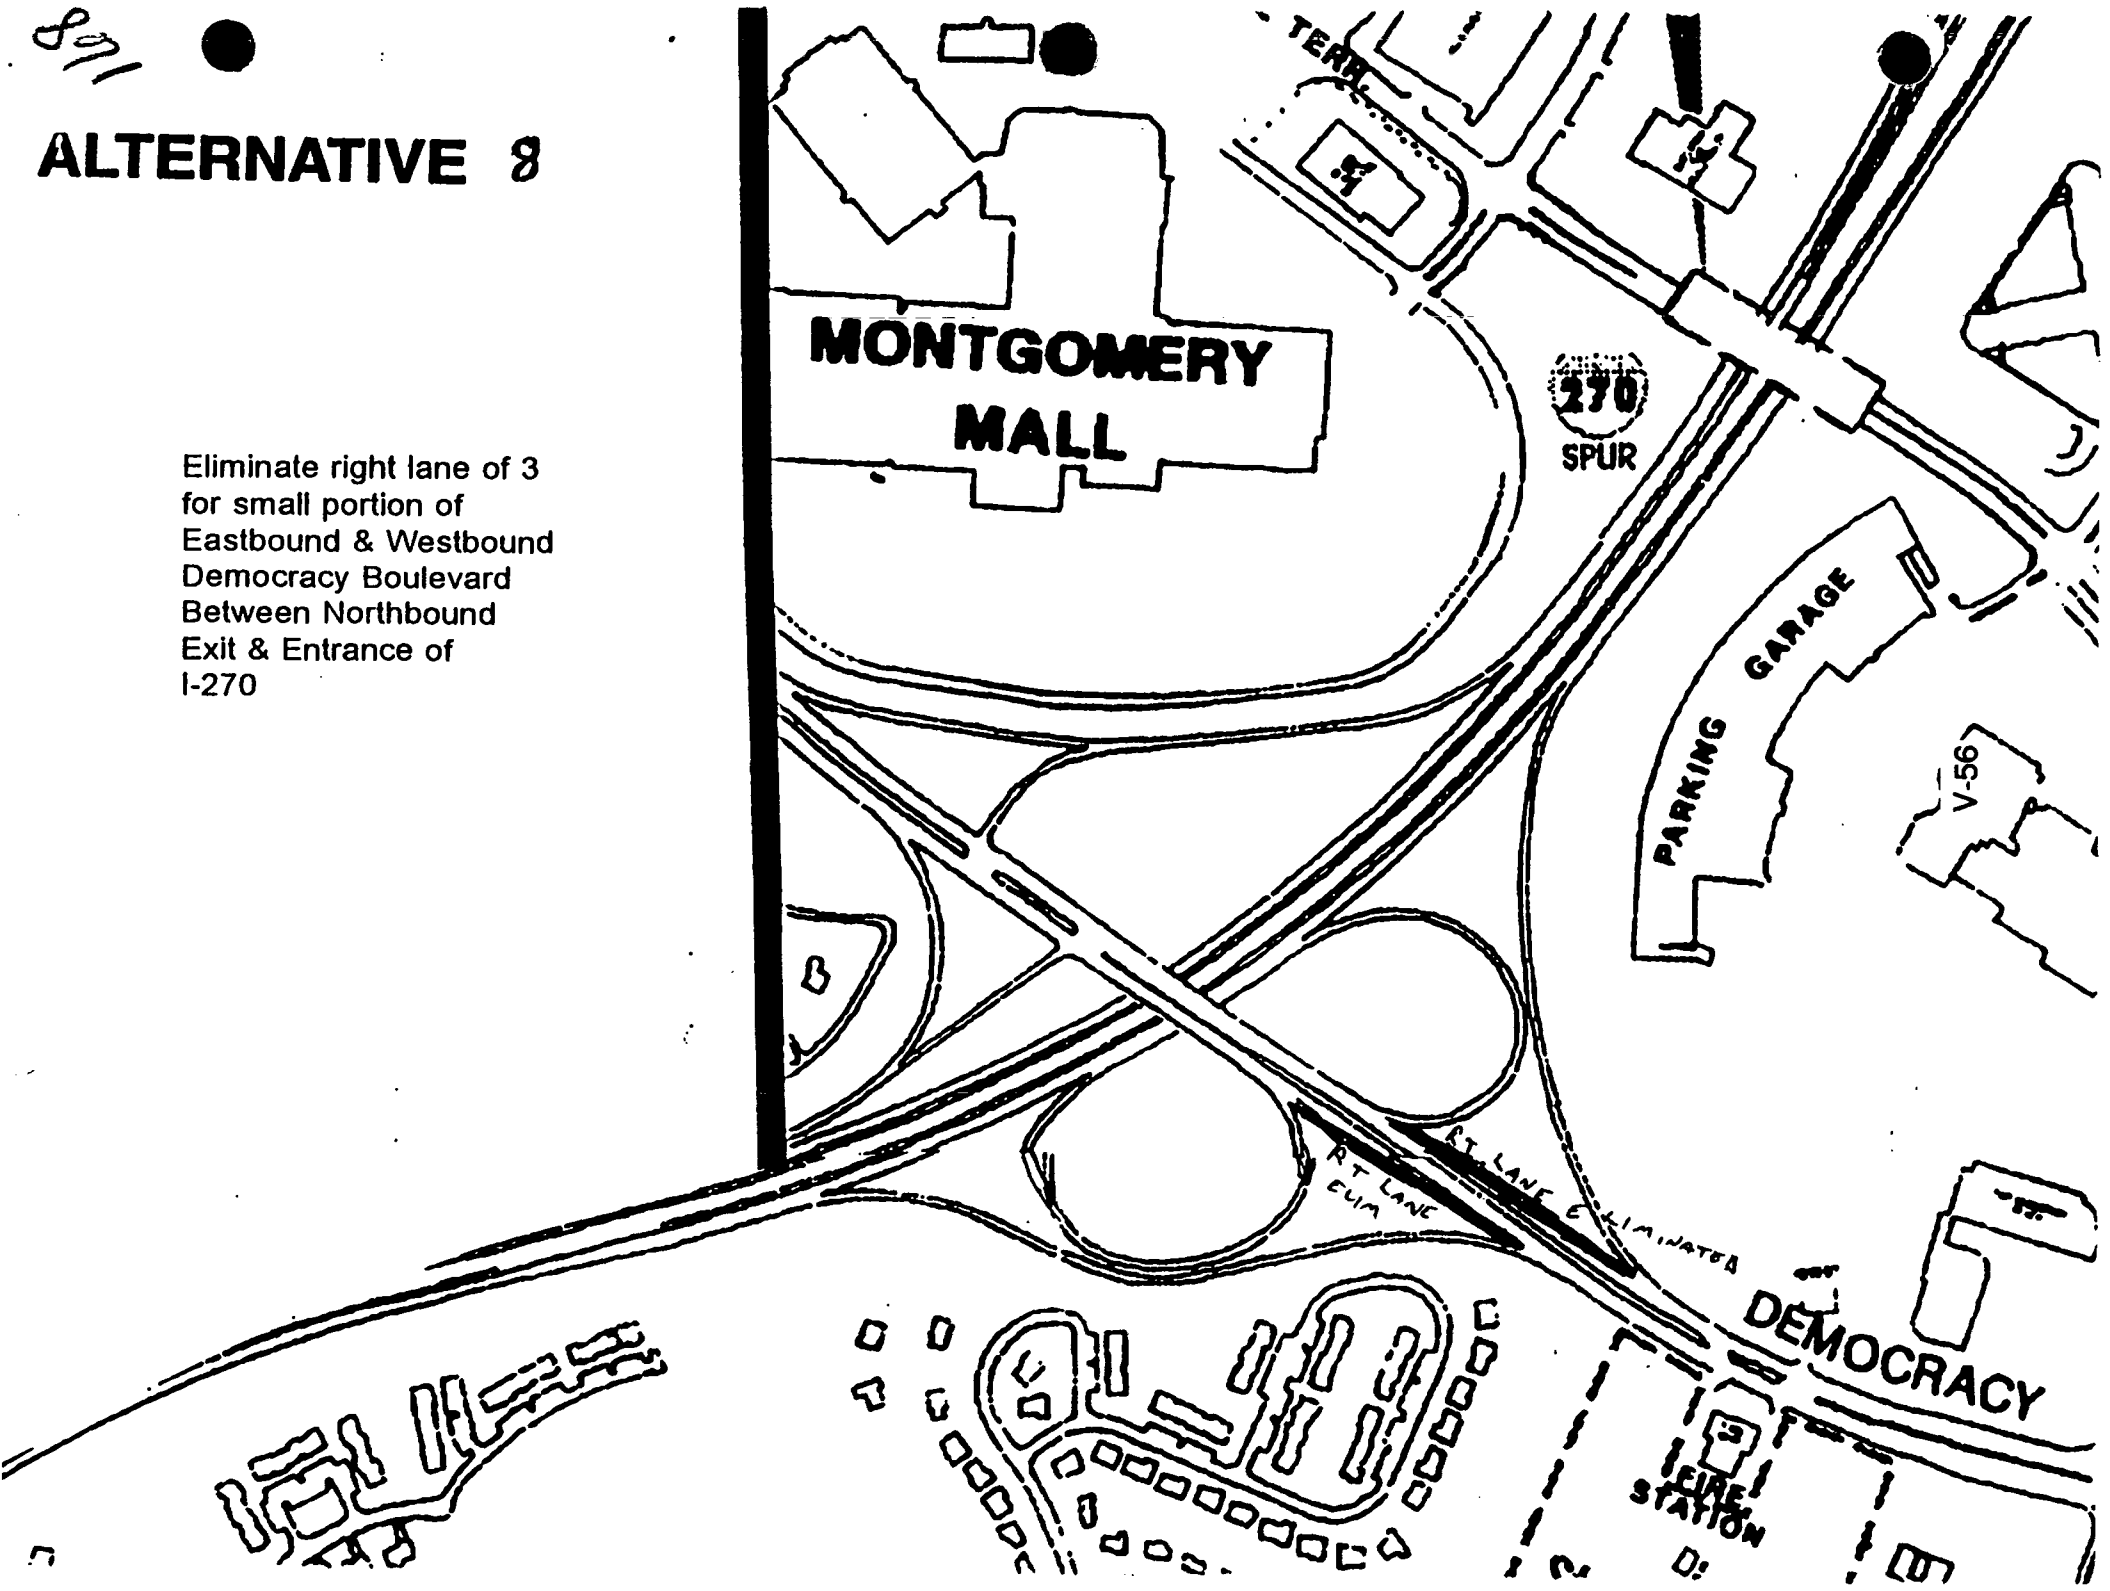 ALTERNATIVE 8
Eliminate right lane of 3
for small portion of
Eastbound & Westbound
Democracy Boulevard
Between Northbound
Exit & Entrance of
I-270
TERR.
MONTGOMERY
MALL
270
SPUR
PARKING GARAGE
V-56
RT. LANE ELIMINATED
RT LANE
ELIM
DEMOCRACY
FIRE
STATION